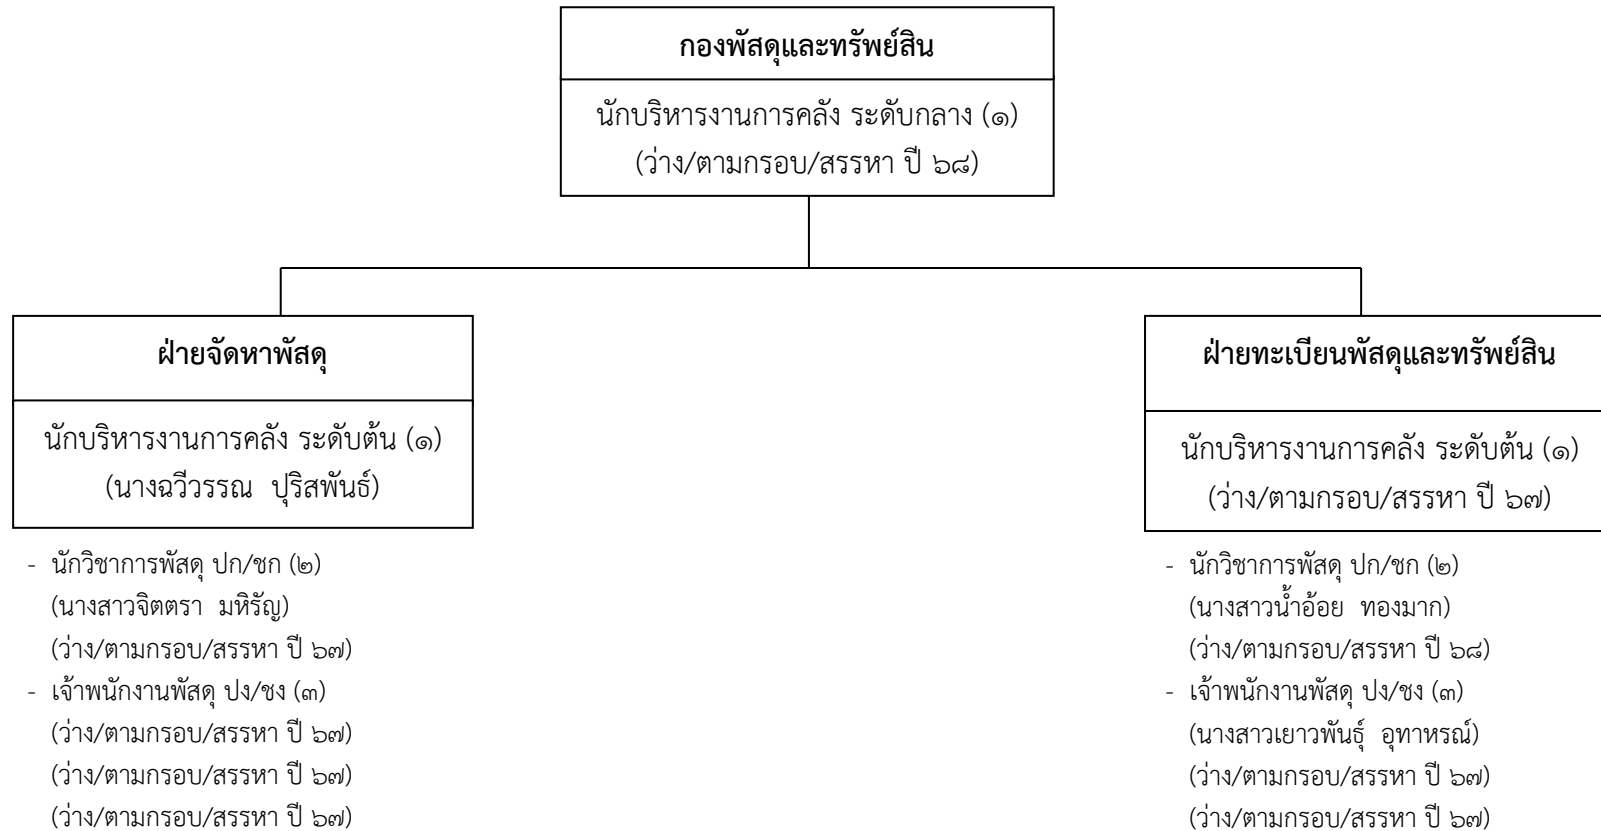 กองพัสดุและทรัพย์สิน
นักบริหารงานการคลัง ระดับกลาง (๑)
(ว่าง/ตามกรอบ/สรรหา ปี ๖๘)
ฝ่ายจัดหาพัสดุ
นักบริหารงานการคลัง ระดับต้น (๑)
(นางฉวีวรรณ ปุริสพันธ์)
- นักวิชาการพัสดุ ปก/ชก (๒)
(นางสาวจิตตรา มหิรัญ)
(ว่าง/ตามกรอบ/สรรหา ปี ๖๗)
- เจ้าพนักงานพัสดุ ปง/ชง (๓)
(ว่าง/ตามกรอบ/สรรหา ปี ๖๗)
(ว่าง/ตามกรอบ/สรรหา ปี ๖๗)
(ว่าง/ตามกรอบ/สรรหา ปี ๖๗)
ฝ่ายทะเบียนพัสดุและทรัพย์สิน
นักบริหารงานการคลัง ระดับต้น (๑)
(ว่าง/ตามกรอบ/สรรหา ปี ๖๗)
- นักวิชาการพัสดุ ปก/ชก (๒)
(นางสาวน้ำอ้อย ทองมาก)
(ว่าง/ตามกรอบ/สรรหา ปี ๖๘)
- เจ้าพนักงานพัสดุ ปง/ชง (๓)
(นางสาวเยาวพันธุ์ อุทาหรณ์)
(ว่าง/ตามกรอบ/สรรหา ปี ๖๗)
(ว่าง/ตามกรอบ/สรรหา ปี ๖๗)